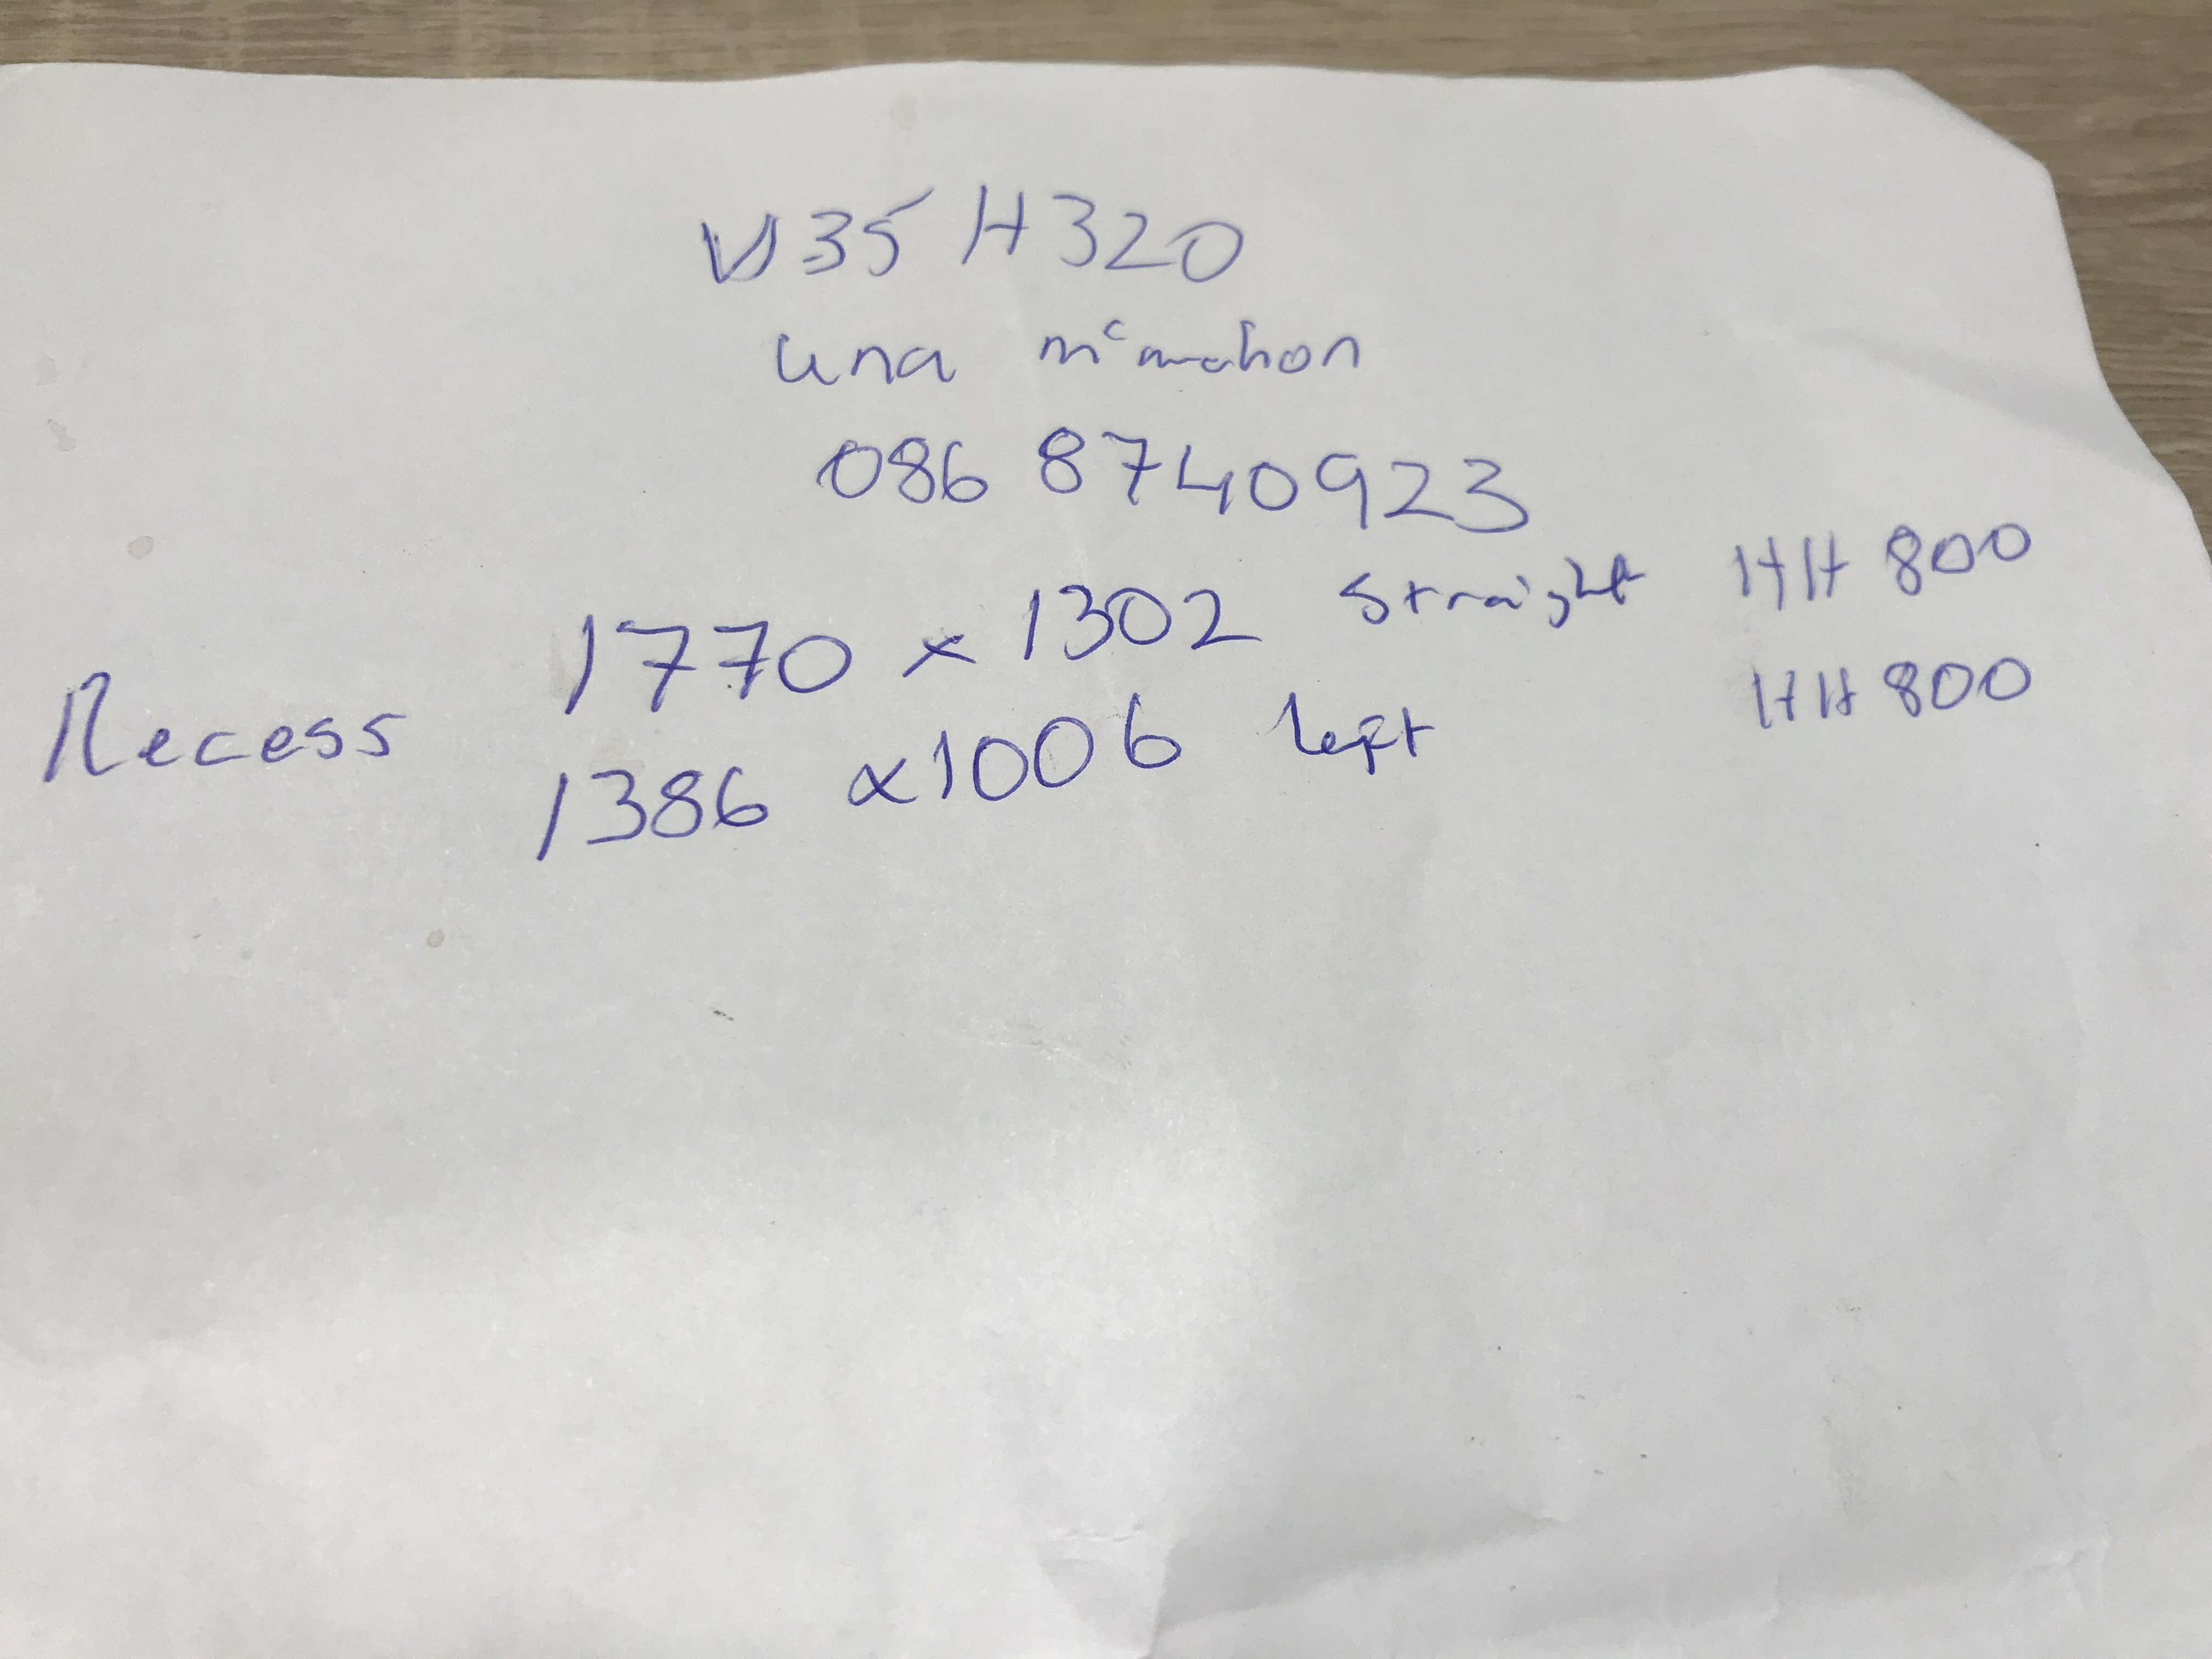 V35 H320
una mcmahon
086 8740923
1770 x 1302 straight HH 800
Recess
1386 x1006 left HH 800